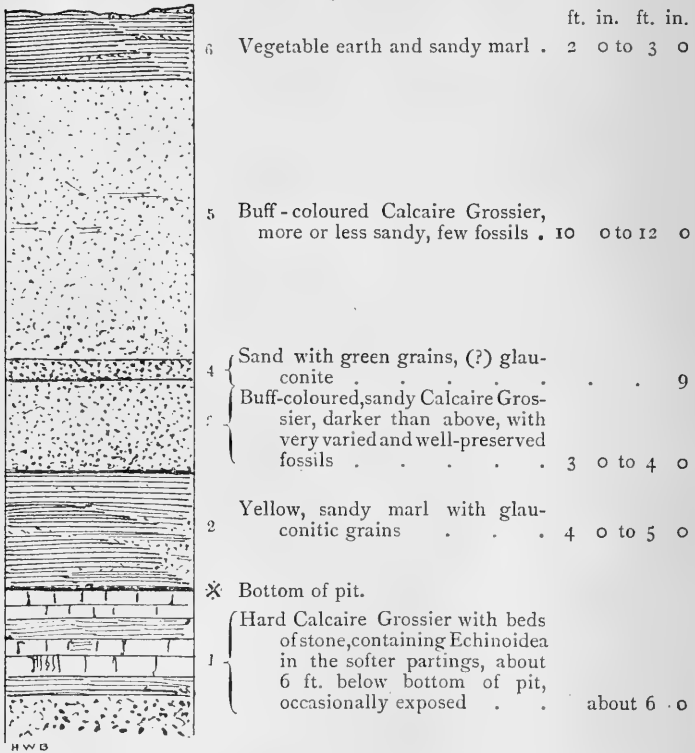 ft. in. ft. in.
6 Vegetable earth and sandy marl . 2 0 to 3 0
5 Buff-coloured Calcaire Grossier,
more or less sandy, few fossils . 10 0 to 12 0
4 Sand with green grains, (?) glau-
conite . . . . . . . 9
Buff-coloured, sandy Calcaire Gros-
sier, darker than above, with
very varied and well-preserved
fossils . . . . . 3 0 to 4 0
2 Yellow, sandy marl with glau-
conitic grains . . . 4 0 to 5 0
※ Bottom of pit.
1 Hard Calcaire Grossier with beds
of stone, containing Echinoidea
in the softer partings, about
6 ft. below bottom of pit,
occasionally exposed . . about 6 0
HWB